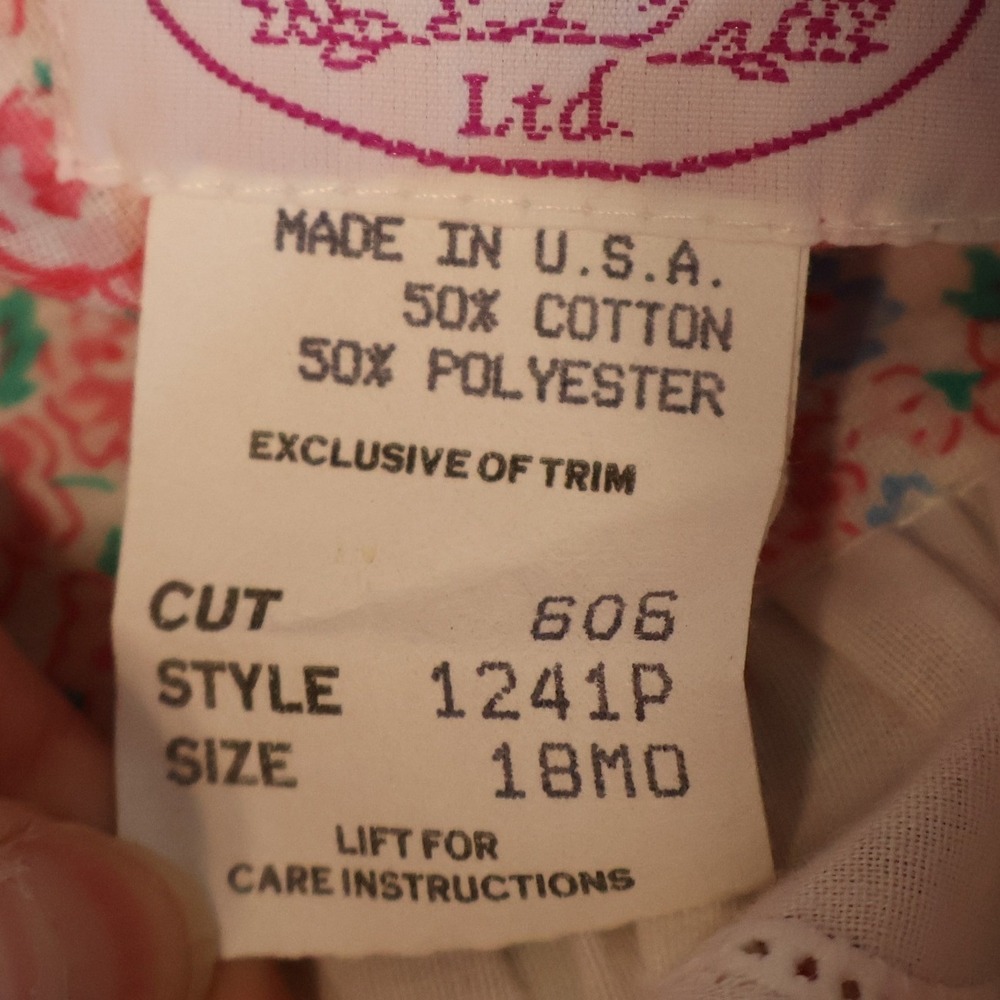 Ltd.
MADE IN U.S.A.
50% COTTON
50% POLYESTER
EXCLUSIVE OF TRIM
CUT 606
STYLE 1241P
SIZE 18MO
LIFT FOR
CARE INSTRUCTIONS